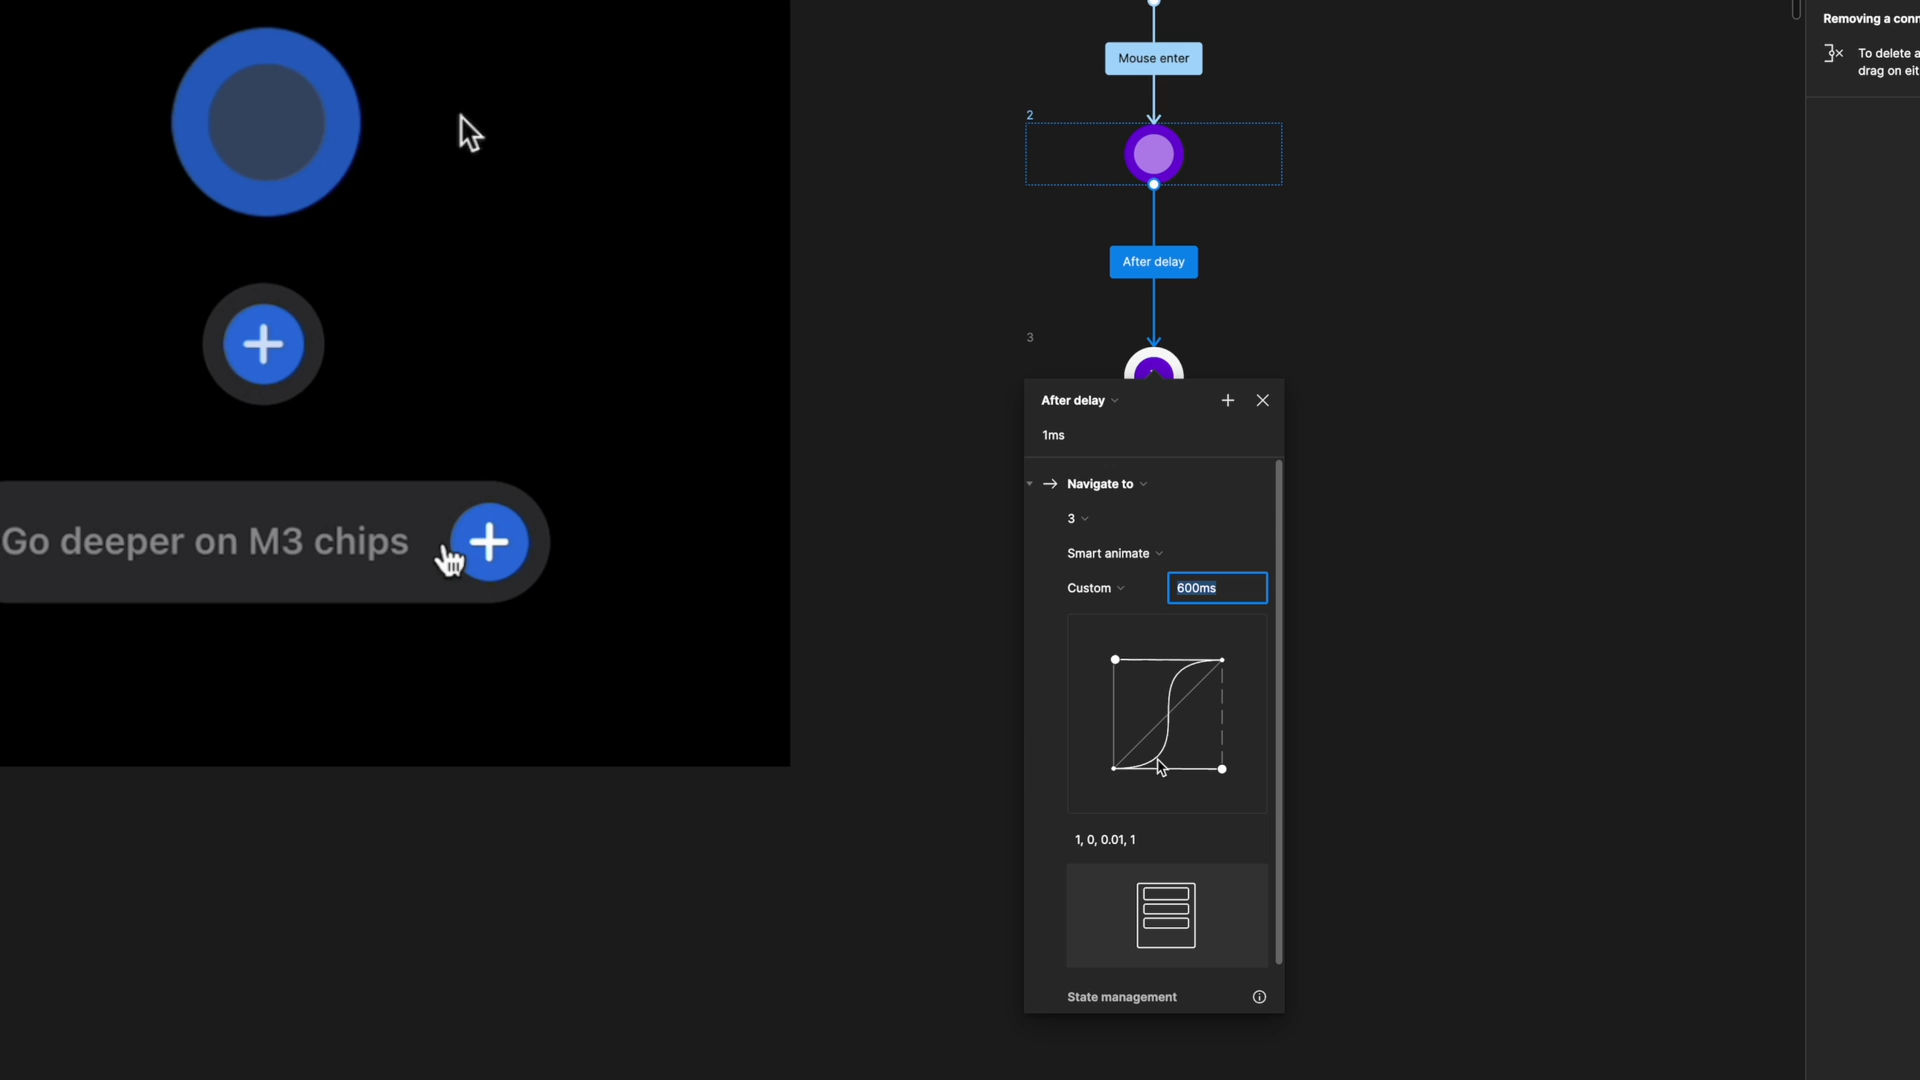 Go deeper on M3 chips
Mouse enter
2
After delay
3
After delay
1ms
Navigate to
3
Smart animate
Custom
600ms
1, 0, 0.01, 1
State management
Removing a conn
To delete a
drag on eit